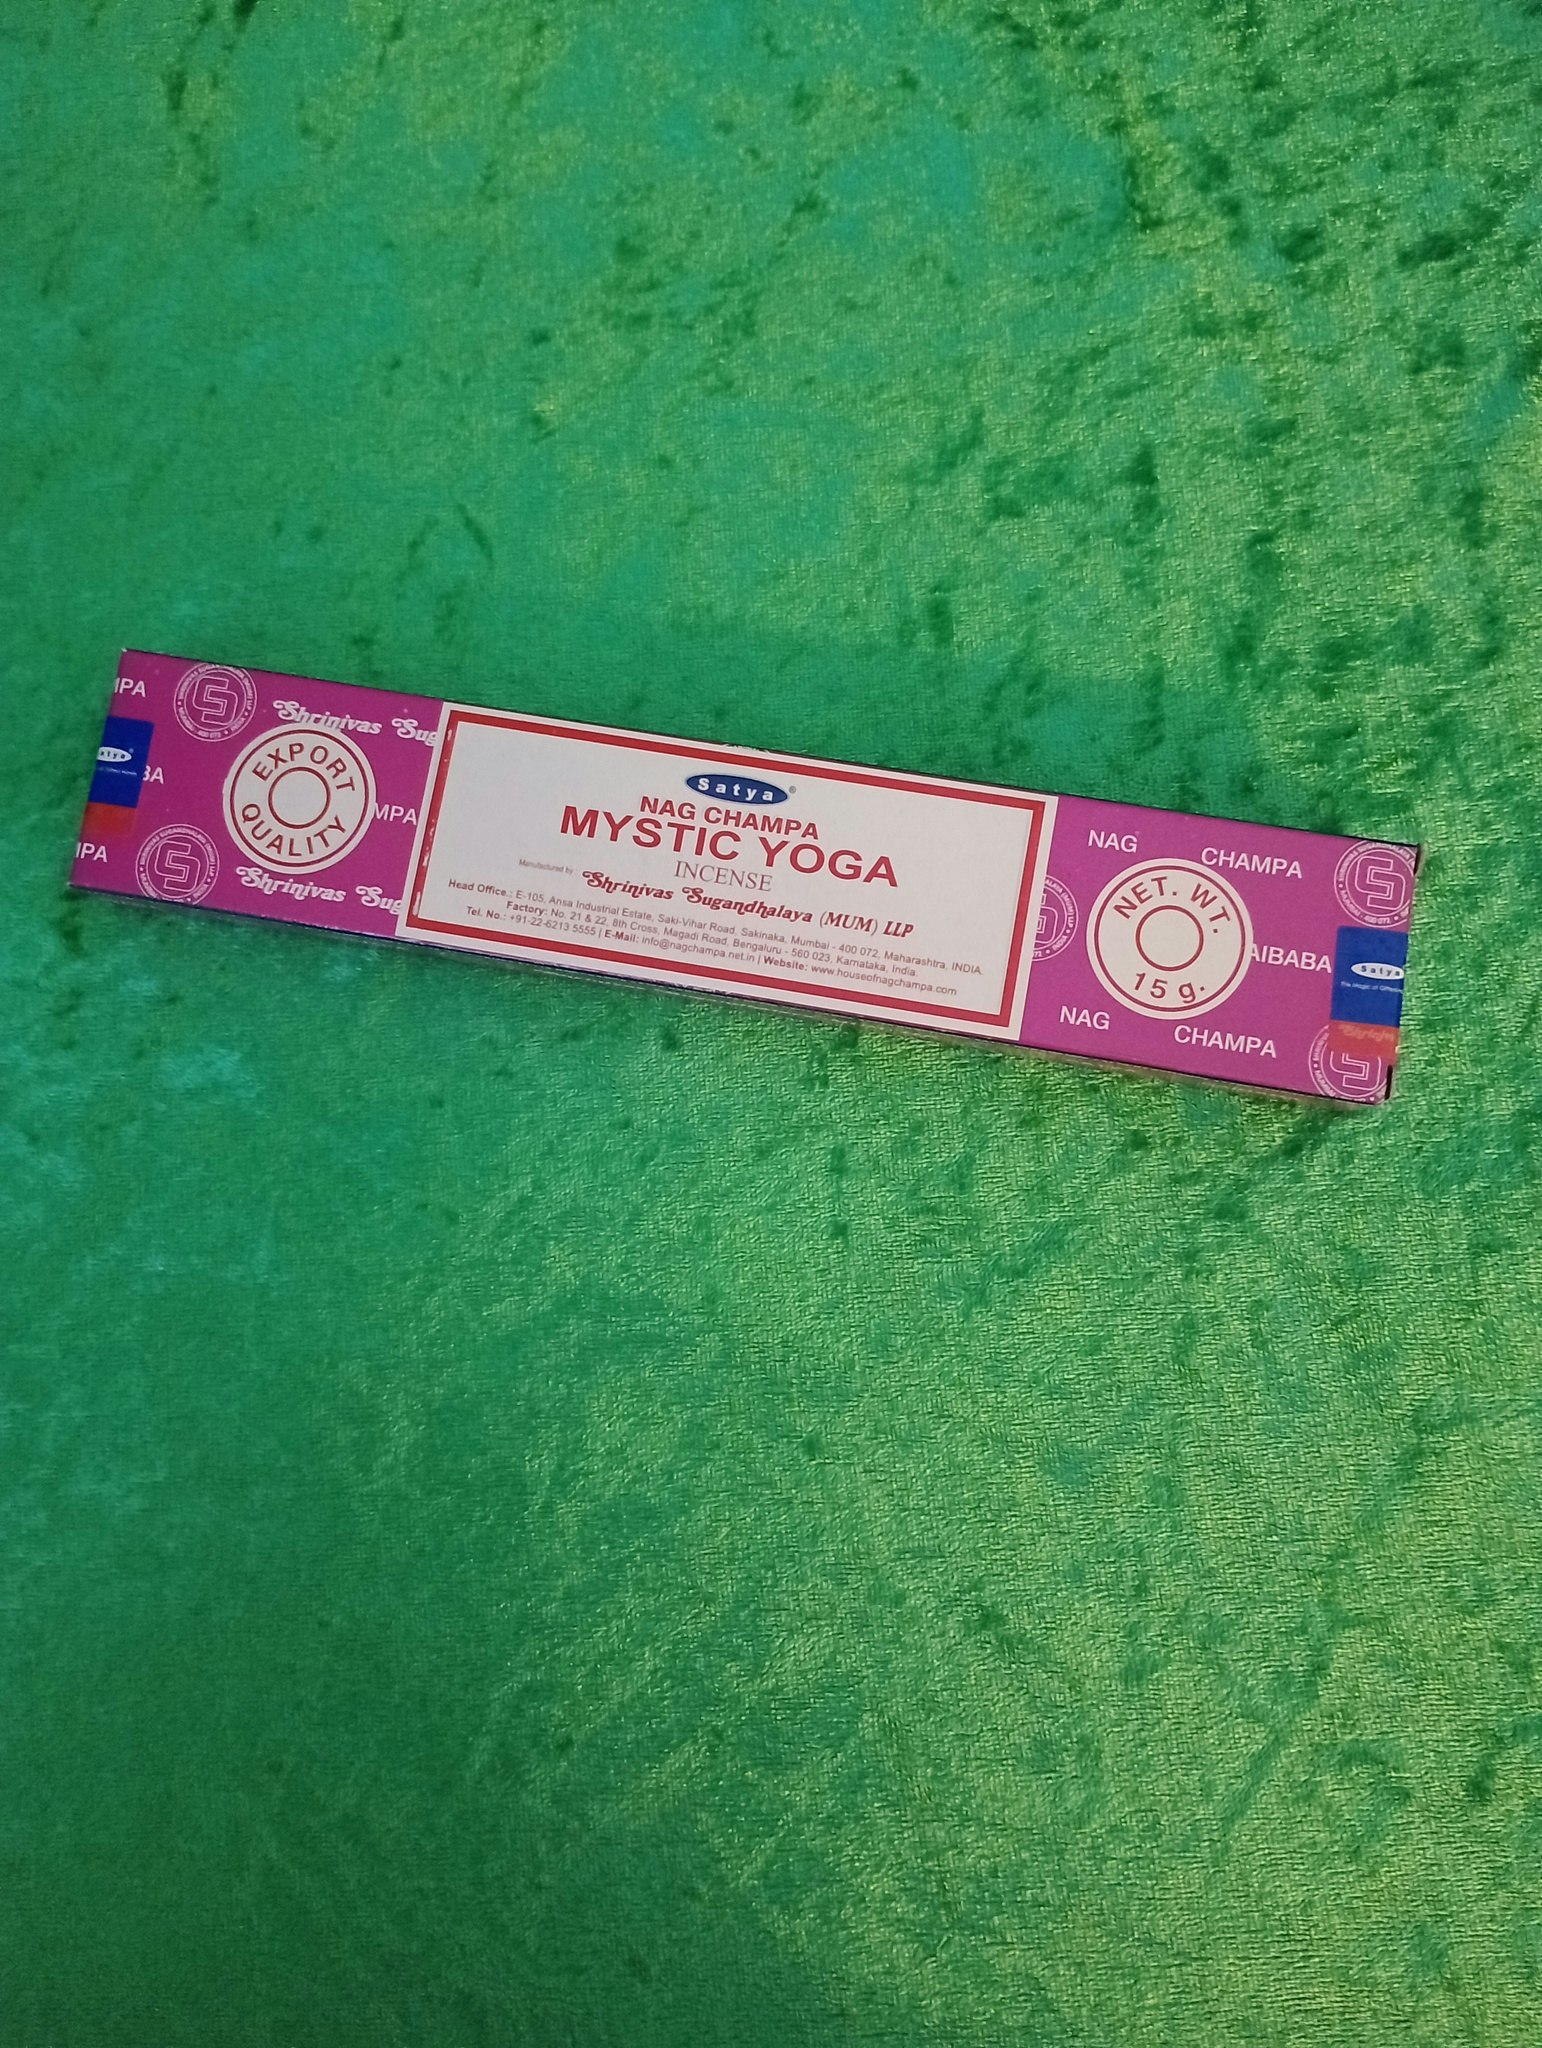 MPA
Shrinivas Sug
Satya
BA
EXPORT
QUALITY
MPA
IPA
Shrinivas Sug
Satya®
NAG CHAMPA
MYSTIC YOGA
INCENSE
Manufactured by Shrinivas Sugandhalaya (MUM) LLP
Head Office.: E-105, Ansa Industrial Estate, Saki-Vihar Road, Sakinaka, Mumbai - 400 072, Maharashtra, INDIA.
Factory: No. 21 & 22, 8th Cross, Magadi Road, Bengaluru - 560 023, Karnataka, India.
Tel. No.: +91-22-6213 5555 | E-Mail: info@nagchampa.net.in | Website: www.houseofnagchampa.com
NAG CHAMPA
NET. WT.
15 g.
AIBABA
Satya
NAG CHAMPA